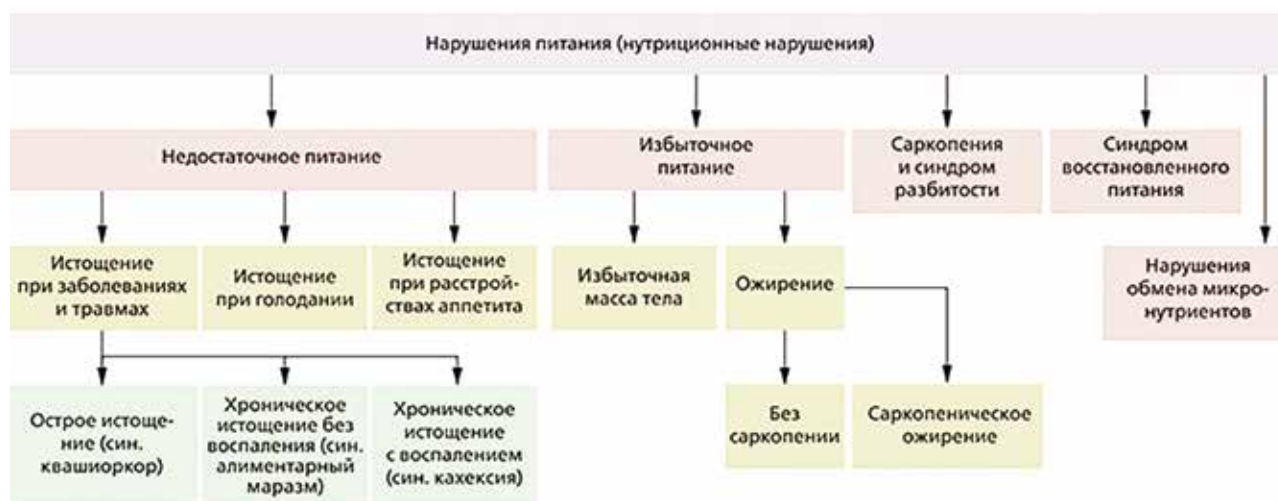 Нарушения питания (нутриционные нарушения)
Недостаточное питание
Избыточное
питание
Саркопения
и синдром
разбитости
Синдром
восстановленного
питания
Истощение
при заболеваниях
и травмах
Истощение
при голодании
Истощение
при расстрой-
ствах аппетита
Избыточная
масса тела
Ожирение
Нарушения
обмена микро-
нутриентов
Острое истоще-
ние (син.
квашиоркор)
Хроническое
истощение без
воспаления (син.
алиментарный
маразм)
Хроническое
истощение
с воспалением
(син. кахексия)
Без
саркопении
Саркопеническое
ожирение